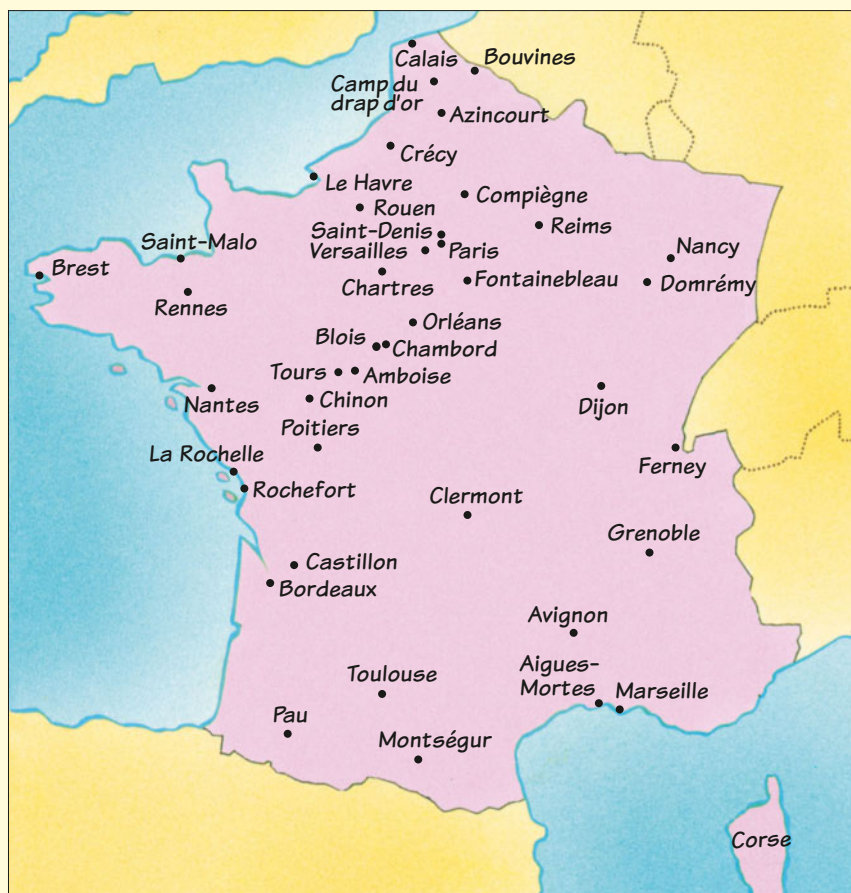 Calais
Bouvines
Camp du
drap d'or
Azincourt
Crécy
Le Havre
Compiègne
Rouen
Reims
Saint-Denis
Versailles
Paris
Saint-Malo
Nancy
Brest
Chartres
Fontainebleau
Domrémy
Rennes
Orléans
Blois
Chambord
Tours
Amboise
Nantes
Chinon
Dijon
Poitiers
La Rochelle
Ferney
Rochefort
Clermont
Grenoble
Castillon
Bordeaux
Avignon
Toulouse
Aigues-
Mortes
Marseille
Pau
Montségur
Corse